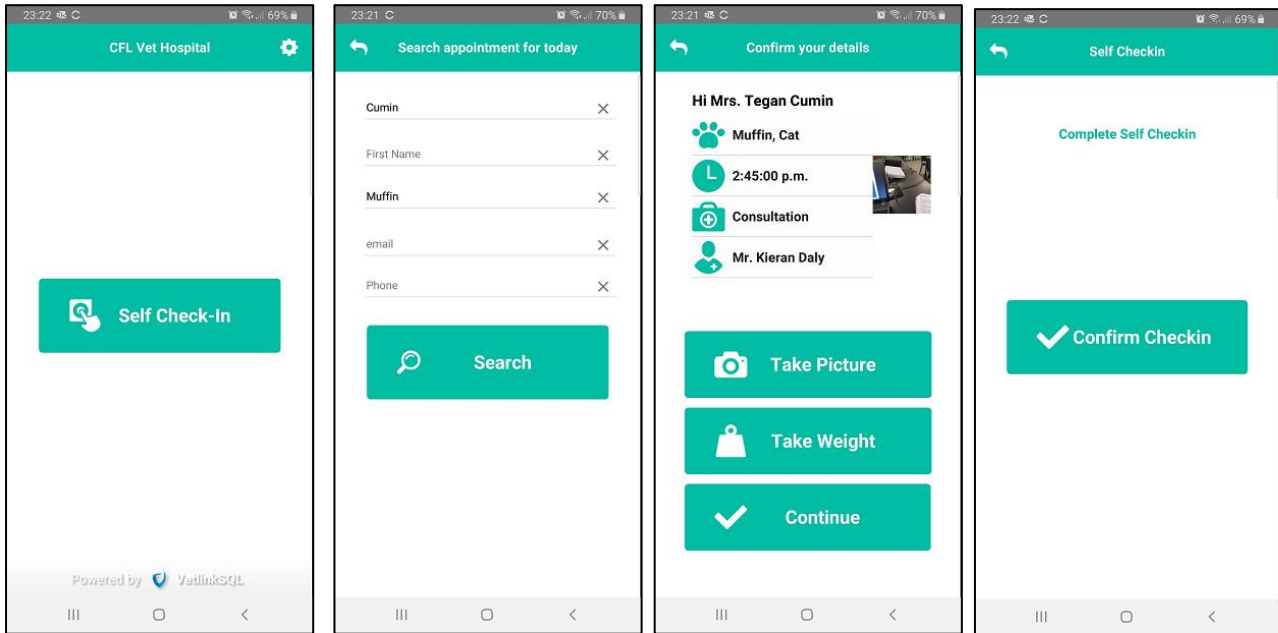 23:22 C 69%
CFL Vet Hospital
Self Check-In
Powered by VetlinkSQL
23:21 C 70%
Search appointment for today
Cumin
First Name
Muffin
email
Phone
Search
23:21 C 70%
Confirm your details
Hi Mrs. Tegan Cumin
Muffin, Cat
2:45:00 p.m.
Consultation
Mr. Kieran Daly
Take Picture
Take Weight
Continue
23:22 C 69%
Self Checkin
Complete Self Checkin
Confirm Checkin